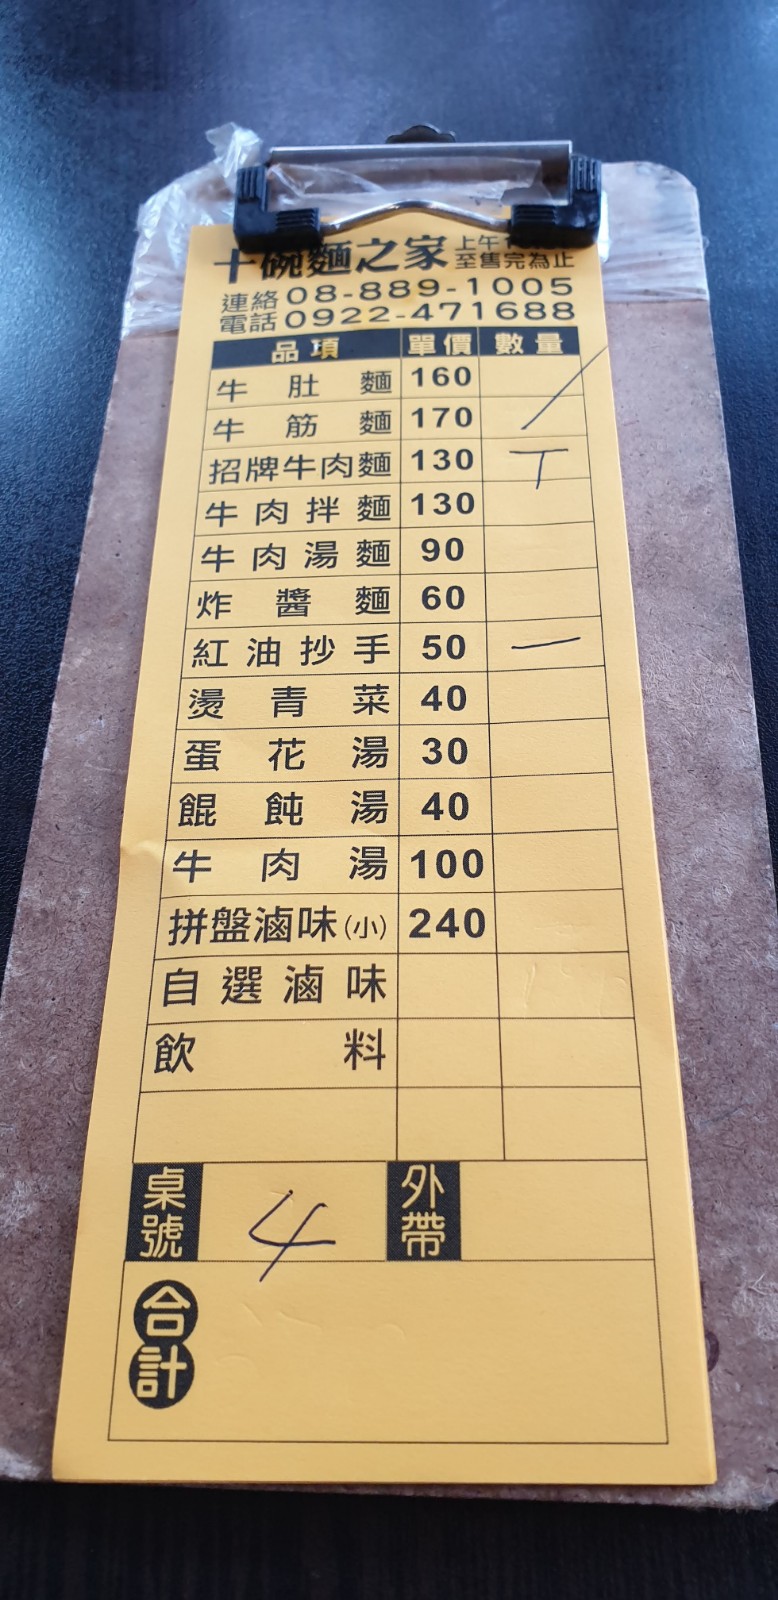 十碗麵之家 上午
至售完為止
連絡電話 08-889-1005
0922-471688
品項 單價 數量
牛肚麵 160
牛筋麵 170 一
招牌牛肉麵 130 丅
牛肉拌麵 130
牛肉湯麵 90
炸醬麵 60
紅油抄手 50 一
燙青菜 40
蛋花湯 30
餛飩湯 40
牛肉湯 100
拼盤滷味(小) 240
自選滷味
飲料
桌號 4 外帶
合計